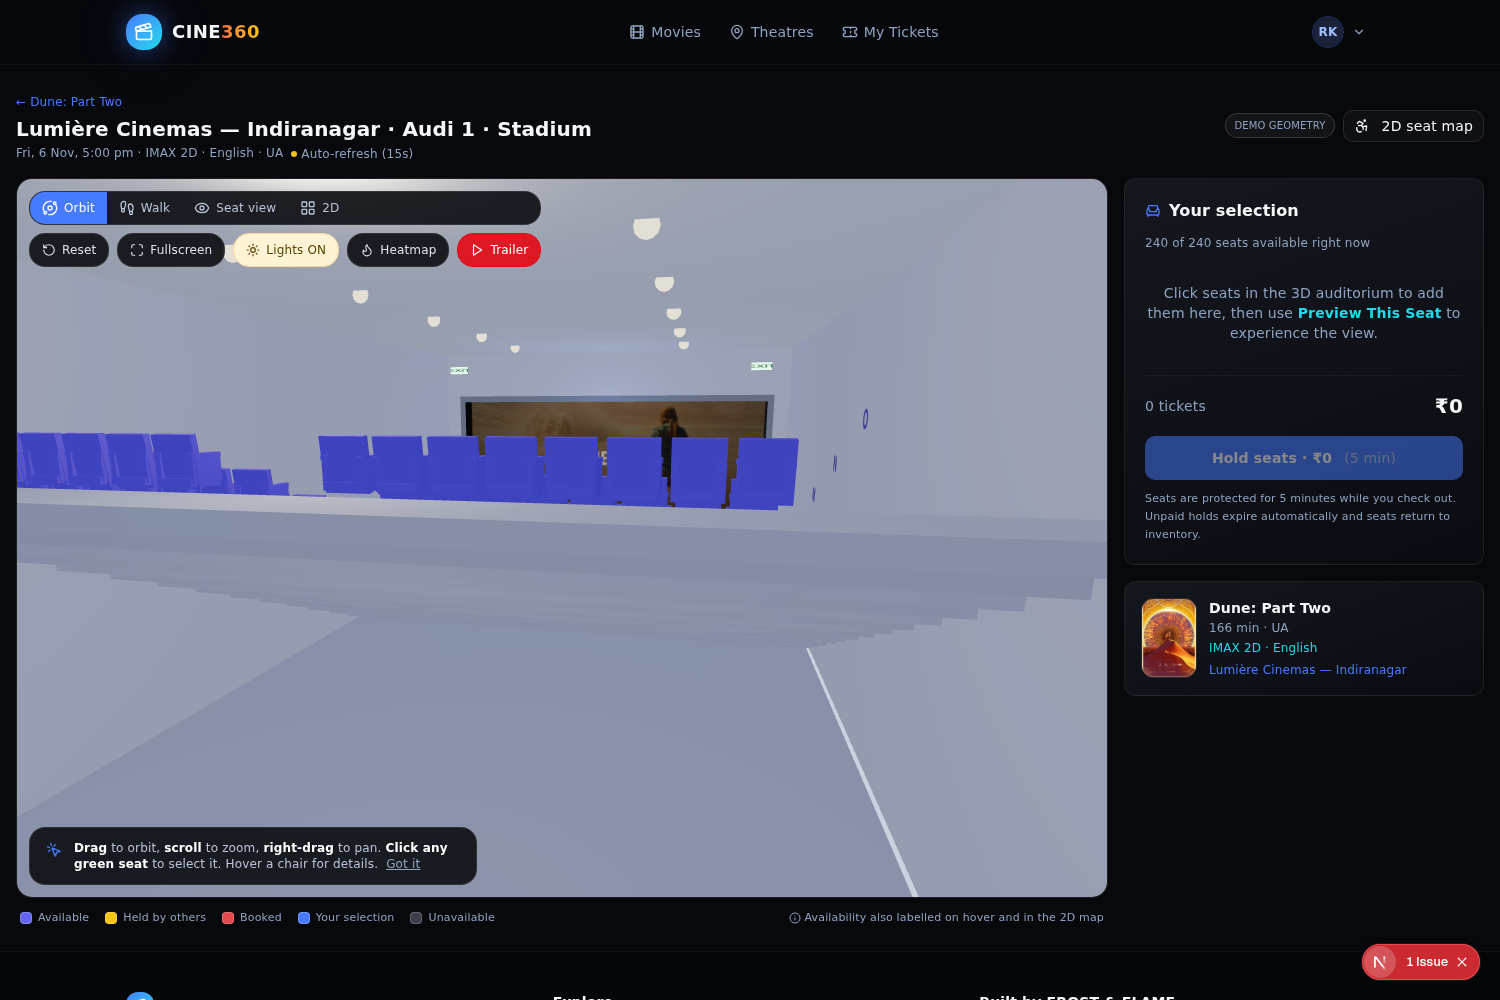 CINE360
Movies
Theatres
My Tickets
RK
← Dune: Part Two
Lumière Cinemas — Indiranagar · Audi 1 · Stadium
Fri, 6 Nov, 5:00 pm · IMAX 2D · English · UA
Auto-refresh (15s)
DEMO GEOMETRY
2D seat map
Orbit
Walk
Seat view
2D
Reset
Fullscreen
Lights ON
Heatmap
Trailer
EXIT
EXIT
Drag to orbit, scroll to zoom, right-drag to pan. Click any
green seat to select it. Hover a chair for details. Got it
Available
Held by others
Booked
Your selection
Unavailable
Availability also labelled on hover and in the 2D map
Your selection
240 of 240 seats available right now
Click seats in the 3D auditorium to add
them here, then use Preview This Seat to
experience the view.
0 tickets
₹0
Hold seats · ₹0 (5 min)
Seats are protected for 5 minutes while you check out.
Unpaid holds expire automatically and seats return to
inventory.
Dune: Part Two
166 min · UA
IMAX 2D · English
Lumière Cinemas — Indiranagar
N
1 Issue
Explore
Built by FROST & FLAME